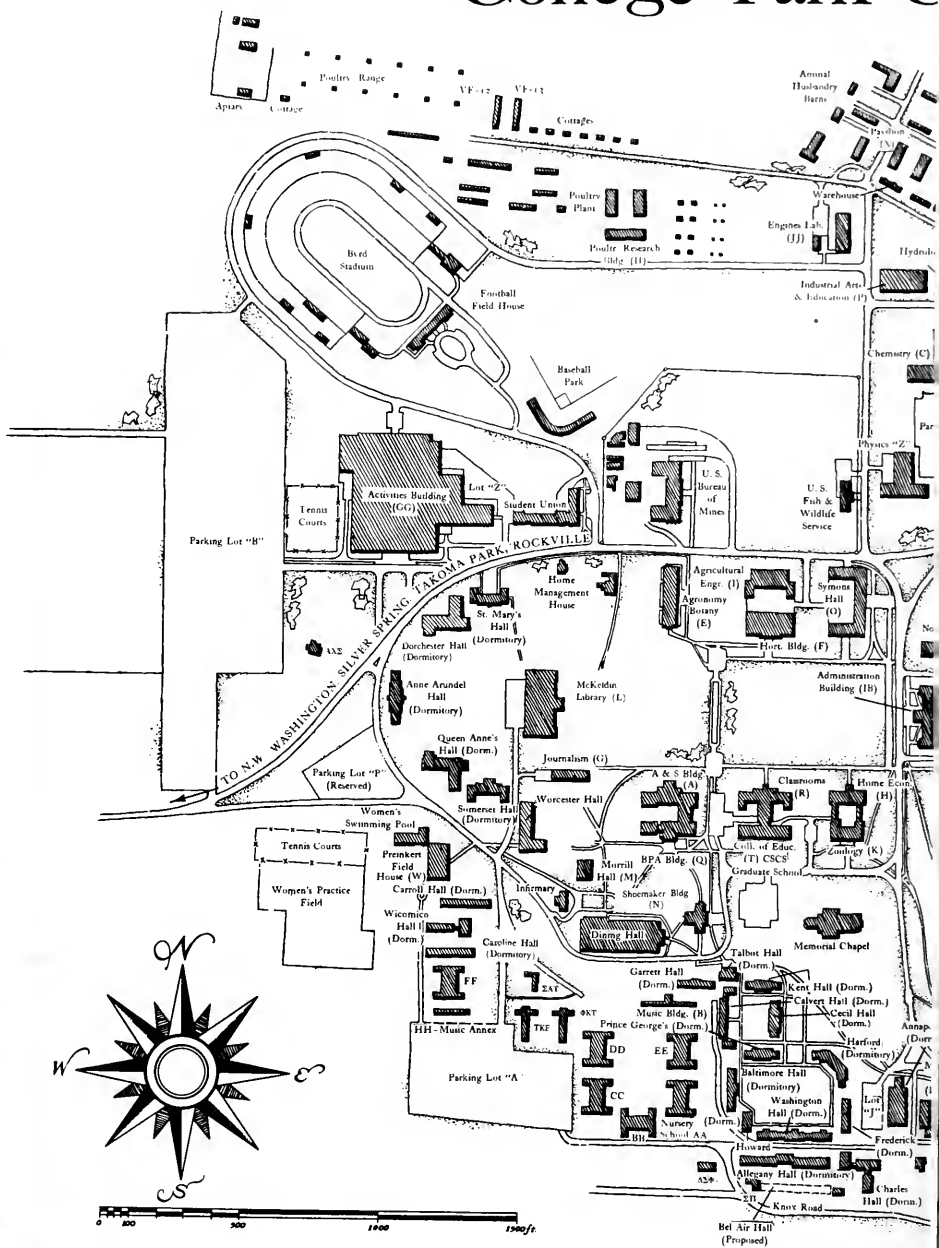 College Park
Apiary
Cottage
Poultry Range
VF-12
VF-13
Cottages
Animal
Husbandry
Barns
Pavilion
Warehouse
Poultry
Plant
Engines Lab.
(JJ)
Poultr Research
Bldg. (II)
Byrd
Stadium
Football
Field House
Industrial Arts
& Education (P)
Chemistry (C)
Baseball
Park
Physics "Z"
U. S.
Bureau
of
Mines
U. S.
Fish &
Wildlife
Service
Parking Lot "B"
Tennis
Courts
Activities Building
(GG)
Lot "Z"
Student Union
TO N.W. WASHINGTON, SILVER SPRING, TAKOMA PARK, ROCKVILLE
Home
Management
House
St. Mary's
Hall
(Dormitory)
Dorchester Hall
(Dormitory)
Agricultural
Engr. (I)
Agronomy
Botany
(E)
Symons
Hall
(O)
Hort. Bldg. (F)
Anne Arundel
Hall
(Dormitory)
McKeldin
Library (L)
Administration
Building (IB)
Queen Anne's
Hall (Dorm.)
Parking Lot "P"
(Reserved)
Journalism (G)
A & S Bldg.
(A)
Classrooms
(R)
Home Econ.
(H)
Somerset Hall
(Dormitory)
Worcester Hall
Women's
Swimming Pool
Tennis Courts
Preinkert
Field
House (W)
Morrill
Hall (M)
BPA Bldg. (Q)
Coll. of Educ.
(T) CSCS
Graduate School
Zoology (K)
Women's Practice
Field
Carroll Hall (Dorm.)
Infirmary
Shoemaker Bldg
(N)
Wicomico
Hall
(Dorm.)
Dining Hall
Memorial Chapel
Caroline Hall
(Dormitory)
Talbot Hall
(Dorm.)
Garrett Hall
(Dorm.)
Kent Hall (Dorm.)
Calvert Hall (Dorm.)
Cecil Hall
(Dorm.)
FF
ΣΑΤ
Music Bldg. (B)
Prince George's (Dorm.)
HH - Music Annex
TKE
ΦΚΤ
DD
EE
Harford
(Dormitory)
Parking Lot "A"
Baltimore Hall
(Dormitory)
CC
Washington
Hall (Dorm.)
Lot
"J"
BB
Nursery
School AA
(Dorm.)
Howard
Frederick
(Dorm.)
ΑΣΦ
Allegany Hall (Dormitory)
Charles
Hall (Dorm.)
ΣΠ
Knox Road
Bel Air Hall
(Proposed)
N
W
E
S
0
100
500
1000
1500 ft.